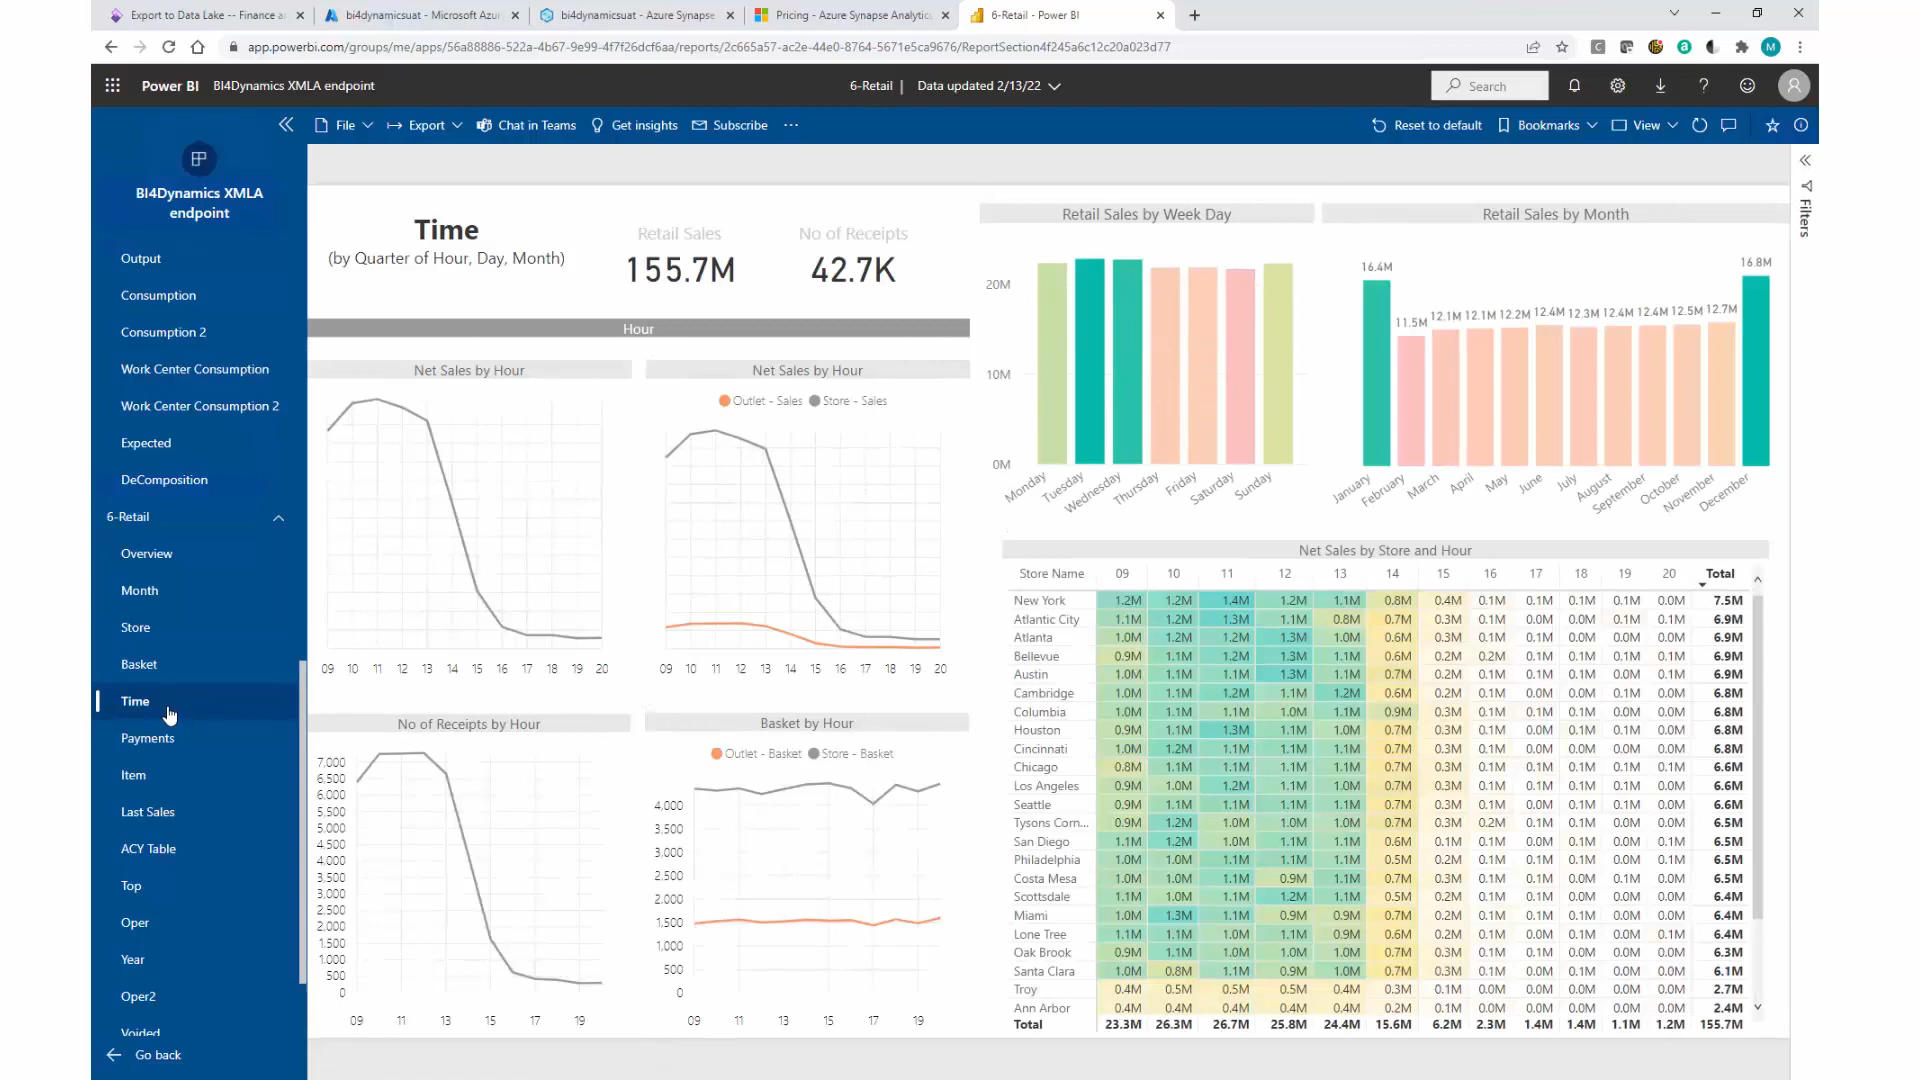 Export to Data Lake -- Finance a
bi4dynamicsuat - Microsoft Azu
bi4dynamicsuat - Azure Synapse
Pricing - Azure Synapse Analytic
6-Retail - Power BI
app.powerbi.com/groups/me/apps/56a88886-522a-4b67-9e99-4f7f26dcf6aa/reports/2c665a57-ac2e-44e0-8764-5671e5ca9676/ReportSection4f245a6c12c20a023d77
Power BI BI4Dynamics XMLA endpoint
6-Retail | Data updated 2/13/22
Search
File Export Chat in Teams Get insights Subscribe ···
Reset to default Bookmarks View
BI4Dynamics XMLA
endpoint
Output
Consumption
Consumption 2
Work Center Consumption
Work Center Consumption 2
Expected
DeComposition
6-Retail
Overview
Month
Store
Basket
Time
Payments
Item
Last Sales
ACY Table
Top
Oper
Year
Oper2
Voided
Go back
Filters
Time
(by Quarter of Hour, Day, Month)
Retail Sales
155.7M
No of Receipts
42.7K
Hour
Net Sales by Hour
09 10 11 12 13 14 15 16 17 18 19 20
Net Sales by Hour
Outlet - Sales Store - Sales
09 10 11 12 13 14 15 16 17 18 19 20
No of Receipts by Hour
7,000
6,500
6,000
5,500
5,000
4,500
4,000
3,500
3,000
2,500
2,000
1,500
1,000
500
0
09 11 13 15 17 19
Basket by Hour
Outlet - Basket Store - Basket
4,000
3,500
3,000
2,500
2,000
1,500
1,000
500
0
09 11 13 15 17 19
Retail Sales by Week Day
20M
10M
0M
Monday Tuesday Wednesday Thursday Friday Saturday Sunday
Retail Sales by Month
16.4M 11.5M 12.1M 12.1M 12.2M 12.4M 12.3M 12.4M 12.4M 12.5M 12.7M 16.8M
January February March April May June July August September October November December
Net Sales by Store and Hour
Store Name 09 10 11 12 13 14 15 16 17 18 19 20 Total
New York 1.2M 1.2M 1.4M 1.2M 1.1M 0.8M 0.4M 0.1M 0.1M 0.1M 0.1M 0.0M 7.5M
Atlantic City 1.1M 1.2M 1.3M 1.1M 0.8M 0.7M 0.3M 0.1M 0.0M 0.0M 0.1M 0.1M 6.9M
Atlanta 1.0M 1.2M 1.2M 1.3M 1.0M 0.6M 0.3M 0.1M 0.1M 0.0M 0.0M 0.0M 6.9M
Bellevue 0.9M 1.1M 1.2M 1.3M 1.1M 0.6M 0.2M 0.2M 0.1M 0.1M 0.0M 0.1M 6.9M
Austin 1.0M 1.1M 1.1M 1.3M 1.1M 0.7M 0.2M 0.1M 0.0M 0.1M 0.0M 0.1M 6.9M
Cambridge 1.0M 1.1M 1.2M 1.1M 1.2M 0.6M 0.2M 0.1M 0.0M 0.1M 0.0M 0.0M 6.8M
Columbia 1.0M 1.1M 1.1M 1.0M 1.1M 0.9M 0.3M 0.1M 0.1M 0.0M 0.0M 0.0M 6.8M
Houston 0.9M 1.1M 1.3M 1.1M 1.0M 0.7M 0.3M 0.1M 0.0M 0.1M 0.0M 0.0M 6.8M
Cincinnati 1.0M 1.2M 1.1M 1.1M 1.1M 0.7M 0.3M 0.1M 0.0M 0.0M 0.0M 0.0M 6.8M
Chicago 0.8M 1.1M 1.1M 1.1M 1.1M 0.7M 0.3M 0.1M 0.1M 0.1M 0.1M 0.0M 6.6M
Los Angeles 0.9M 1.0M 1.2M 1.1M 1.0M 0.7M 0.3M 0.1M 0.0M 0.1M 0.0M 0.1M 6.6M
Seattle 0.9M 1.1M 1.1M 1.1M 1.1M 0.7M 0.3M 0.1M 0.0M 0.1M 0.0M 0.0M 6.6M
Tysons Corn... 0.9M 1.2M 1.0M 1.0M 1.0M 0.7M 0.3M 0.2M 0.1M 0.1M 0.0M 0.0M 6.5M
San Diego 1.1M 1.2M 1.0M 1.1M 1.1M 0.6M 0.1M 0.1M 0.0M 0.0M 0.1M 0.0M 6.5M
Philadelphia 1.0M 1.0M 1.1M 1.1M 1.1M 0.5M 0.2M 0.1M 0.1M 0.1M 0.0M 0.1M 6.5M
Costa Mesa 1.0M 1.0M 1.1M 0.9M 1.1M 0.7M 0.3M 0.1M 0.1M 0.1M 0.0M 0.0M 6.5M
Scottsdale 1.1M 1.0M 1.1M 1.2M 1.1M 0.5M 0.2M 0.1M 0.0M 0.0M 0.0M 0.0M 6.4M
Miami 1.0M 1.3M 1.1M 0.9M 0.9M 0.7M 0.2M 0.1M 0.1M 0.0M 0.1M 0.0M 6.4M
Lone Tree 1.1M 1.1M 1.0M 1.1M 0.9M 0.6M 0.2M 0.1M 0.1M 0.0M 0.1M 0.1M 6.4M
Oak Brook 0.9M 1.1M 1.0M 1.0M 1.0M 0.7M 0.3M 0.1M 0.0M 0.1M 0.0M 0.0M 6.3M
Santa Clara 1.0M 0.8M 1.1M 0.9M 1.0M 0.7M 0.3M 0.1M 0.0M 0.1M 0.0M 0.1M 6.1M
Troy 0.4M 0.5M 0.5M 0.5M 0.4M 0.3M 0.1M 0.0M 0.0M 0.0M 0.0M 0.0M 2.7M
Ann Arbor 0.4M 0.4M 0.4M 0.4M 0.4M 0.2M 0.1M 0.0M 0.0M 0.0M 0.0M 0.0M 2.4M
Total 23.3M 26.3M 26.7M 25.8M 24.4M 15.6M 6.2M 2.3M 1.4M 1.4M 1.1M 1.2M 155.7M